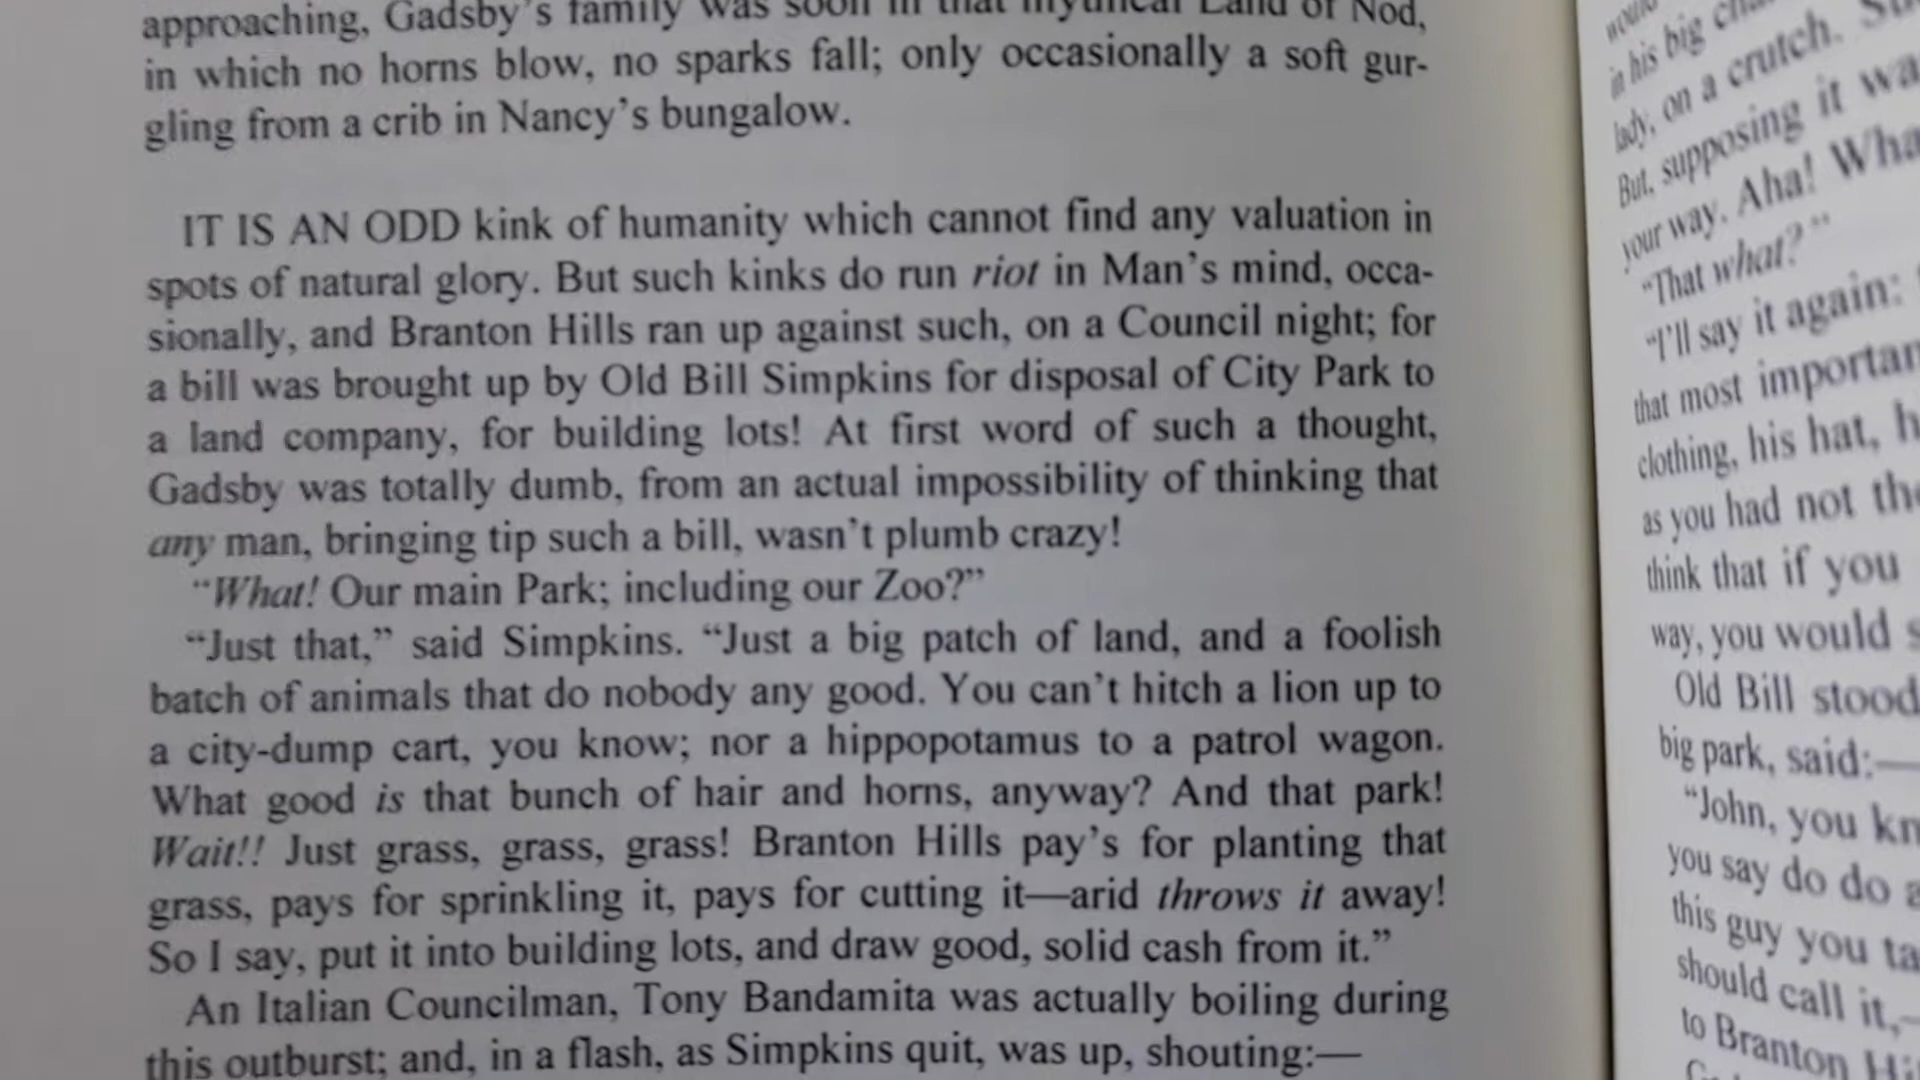 approaching, Gadsby's family was soon in that mythical Land of Nod,
in which no horns blow, no sparks fall; only occasionally a soft gur-
gling from a crib in Nancy's bungalow.
IT IS AN ODD kink of humanity which cannot find any valuation in
spots of natural glory. But such kinks do run riot in Man's mind, occa-
sionally, and Branton Hills ran up against such, on a Council night; for
a bill was brought up by Old Bill Simpkins for disposal of City Park to
a land company, for building lots! At first word of such a thought,
Gadsby was totally dumb, from an actual impossibility of thinking that
any man, bringing tip such a bill, wasn't plumb crazy!
"What! Our main Park; including our Zoo?"
"Just that," said Simpkins. "Just a big patch of land, and a foolish
batch of animals that do nobody any good. You can't hitch a lion up to
a city-dump cart, you know; nor a hippopotamus to a patrol wagon.
What good is that bunch of hair and horns, anyway? And that park!
Wait!! Just grass, grass, grass! Branton Hills pay's for planting that
grass, pays for sprinkling it, pays for cutting it—arid throws it away!
So I say, put it into building lots, and draw good, solid cash from it."
An Italian Councilman, Tony Bandamita was actually boiling during
this outburst; and, in a flash, as Simpkins quit, was up, shouting:—
in his big
lady, on a crutch.
But, supposing it
your way. Aha!
"That what?"
"I'll say it again:
that most
clothing, his hat,
as you had not
think that if you
way, you would
Old Bill stood
big park, said:—
"John, you
you say do do
this guy you
should call it,—
to Branton